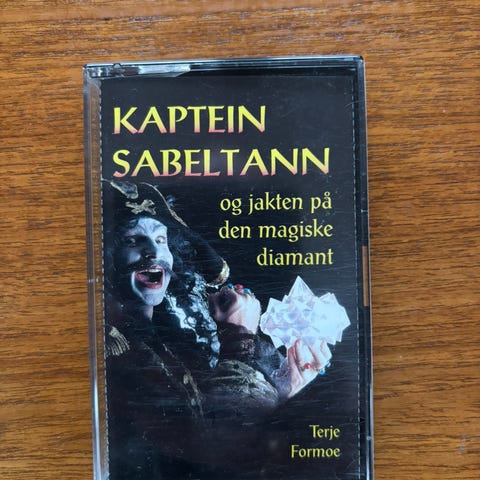 KAPTEIN
SABELTANN
og jakten på
den magiske
diamant
Terje
Formoe